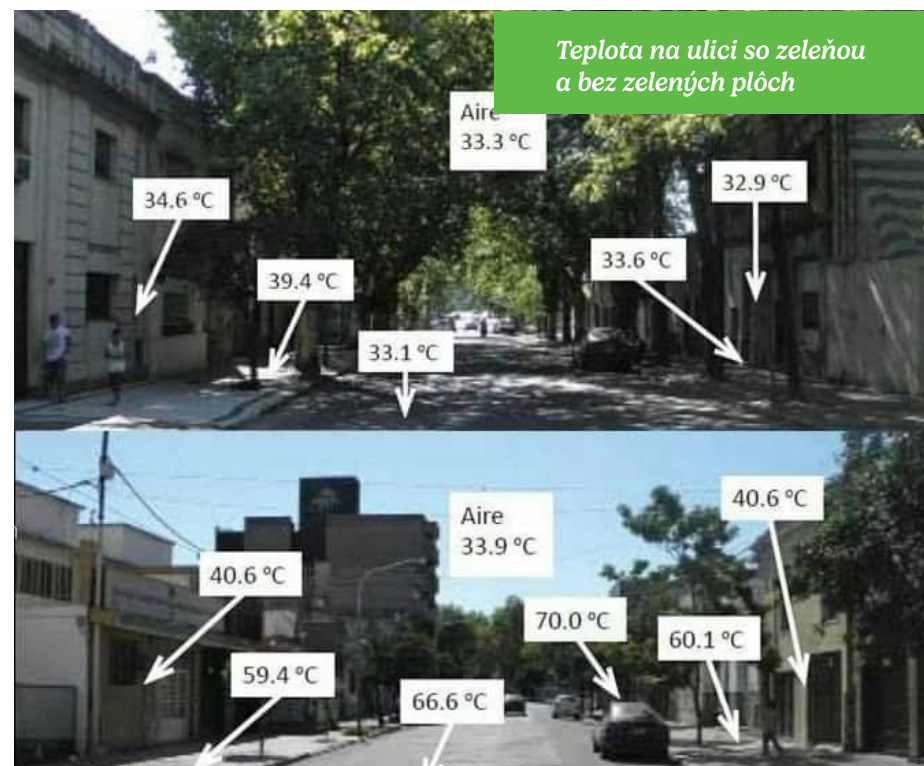 Teplota na ulici so zeleňou
a bez zelených plôch
Aire
33.3 °C
34.6 °C
32.9 °C
33.6 °C
39.4 °C
33.1 °C
Aire
33.9 °C
40.6 °C
40.6 °C
70.0 °C
60.1 °C
59.4 °C
66.6 °C